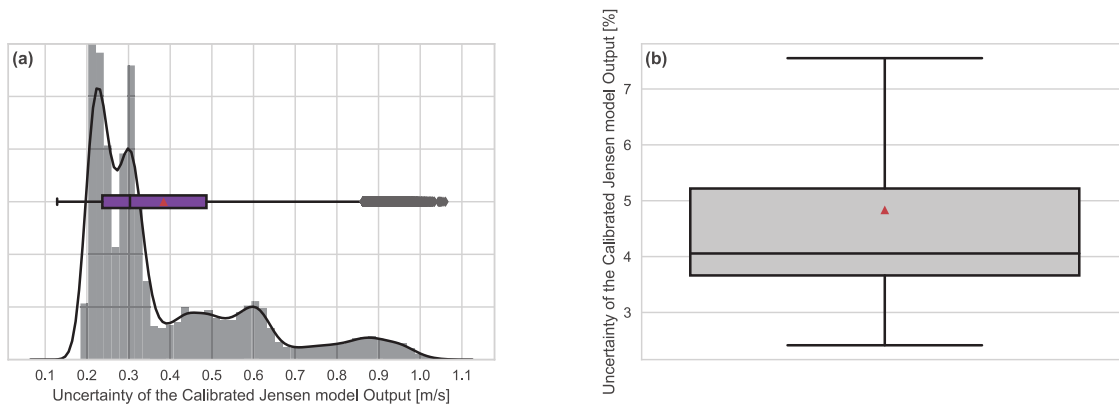 (a)
0.1 0.2 0.3 0.4 0.5 0.6 0.7 0.8 0.9 1.0 1.1
Uncertainty of the Calibrated Jensen model Output [m/s]
(b)
Uncertainty of the Calibrated Jensen model Output [%]
7
6
5
4
3